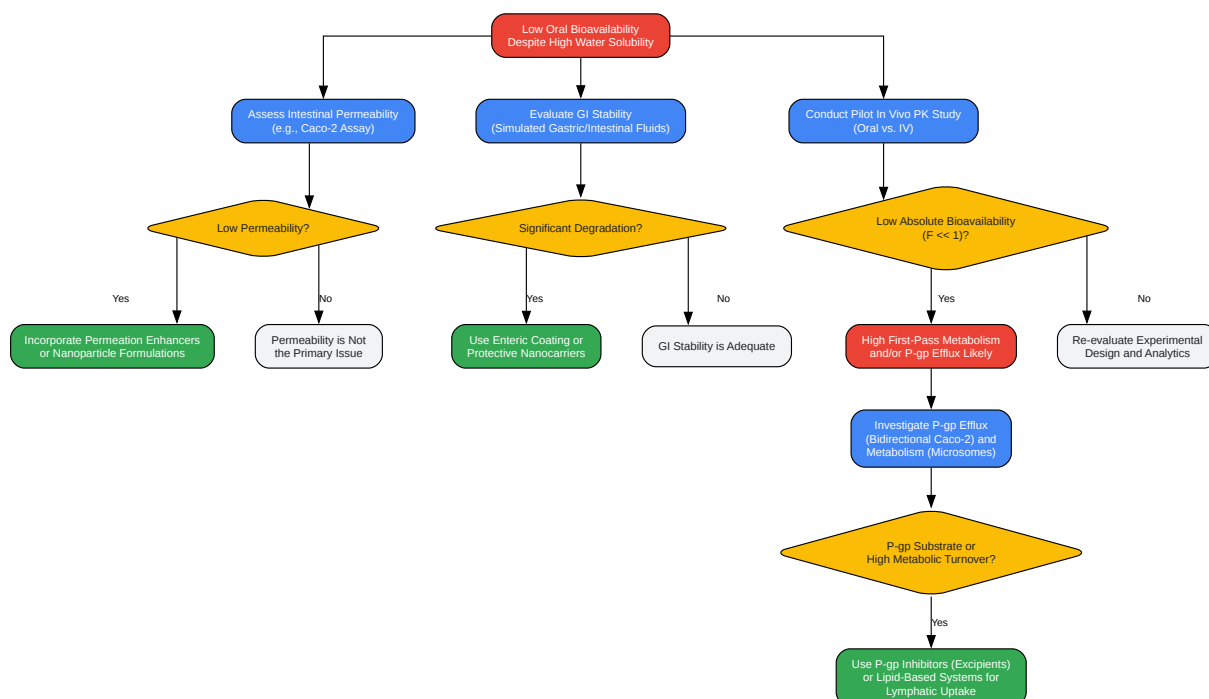 Low Oral Bioavailability
Despite High Water Solubility
Assess Intestinal Permeability
(e.g., Caco-2 Assay)
Evaluate GI Stability
(Simulated Gastric/Intestinal Fluids)
Conduct Pilot In Vivo PK Study
(Oral vs. IV)
Low Permeability?
Significant Degradation?
Low Absolute Bioavailability
(F << 1)?
Yes
No
Yes
No
Yes
No
Incorporate Permeation Enhancers
or Nanoparticle Formulations
Permeability is Not
the Primary Issue
Use Enteric Coating or
Protective Nanocarriers
GI Stability is Adequate
High First-Pass Metabolism
and/or P-gp Efflux Likely
Re-evaluate Experimental
Design and Analytics
Investigate P-gp Efflux
(Bidirectional Caco-2) and
Metabolism (Microsomes)
P-gp Substrate or
High Metabolic Turnover?
Yes
Use P-gp Inhibitors (Excipients)
or Lipid-Based Systems for
Lymphatic Uptake